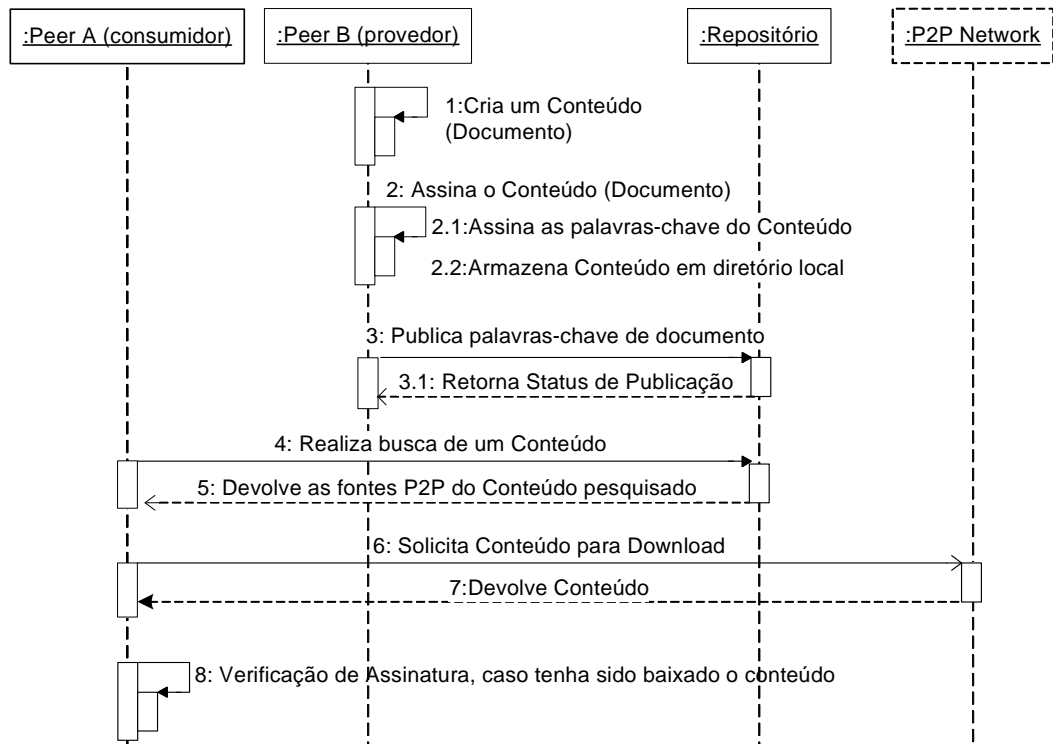 :Peer A (consumidor)
:Peer B (provedor)
:Repositório
:P2P Network
1:Cria um Conteúdo
(Documento)
2: Assina o Conteúdo (Documento)
2.1:Assina as palavras-chave do Conteúdo
2.2:Armazena Conteúdo em diretório local
3: Publica palavras-chave de documento
3.1: Retorna Status de Publicação
4: Realiza busca de um Conteúdo
5: Devolve as fontes P2P do Conteúdo pesquisado
6: Solicita Conteúdo para Download
7:Devolve Conteúdo
8: Verificação de Assinatura, caso tenha sido baixado o conteúdo